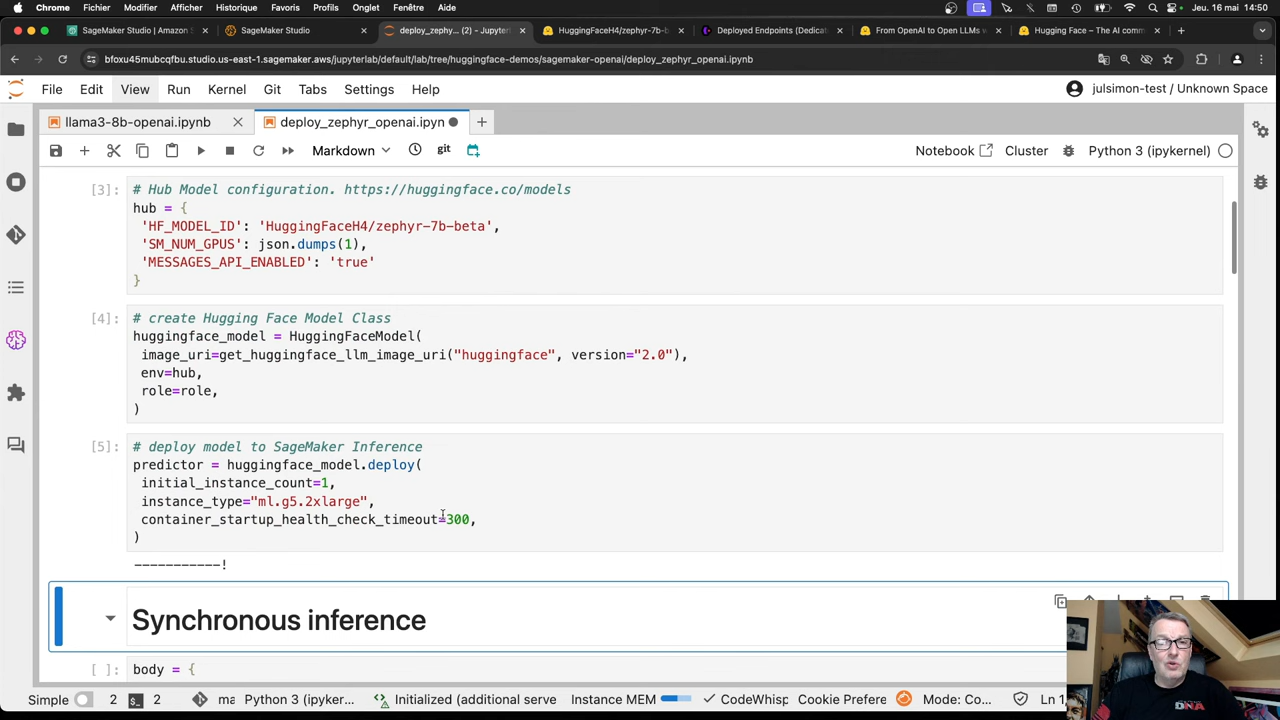 Chrome Fichier Modifier Afficher Historique Favoris Profils Onglet Fenêtre Aide Jeu. 16 mai 14:50
SageMaker Studio | Amazon S SageMaker Studio deploy_zephy... (2) - Jupyterlab HuggingFaceH4/zephyr-7b-b Deployed Endpoints (Dedicat From OpenAI to Open LLMs w Hugging Face – The AI comm
bfoxu45mubcqfbu.studio.us-east-1.sagemaker.aws/jupyterlab/default/lab/tree/huggingface-demos/sagemaker-openai/deploy_zephyr_openai.ipynb
File Edit View Run Kernel Git Tabs Settings Help julsimon-test / Unknown Space
llama3-8b-openai.ipynb deploy_zephyr_openai.ipyn
Markdown git Notebook Cluster Python 3 (ipykernel)
[3]: # Hub Model configuration. https://huggingface.co/models
hub = {
'HF_MODEL_ID': 'HuggingFaceH4/zephyr-7b-beta',
'SM_NUM_GPUS': json.dumps(1),
'MESSAGES_API_ENABLED': 'true'
}
[4]: # create Hugging Face Model Class
huggingface_model = HuggingFaceModel(
image_uri=get_huggingface_llm_image_uri("huggingface", version="2.0"),
env=hub,
role=role,
)
[5]: # deploy model to SageMaker Inference
predictor = huggingface_model.deploy(
initial_instance_count=1,
instance_type="ml.g5.2xlarge",
container_startup_health_check_timeout=300,
)
-----------!
Synchronous inference
[ ]: body = {
Simple 2 2 ma Python 3 (ipyker... Initialized (additional serve Instance MEM CodeWhisp Cookie Prefere Mode: Co... Ln 1